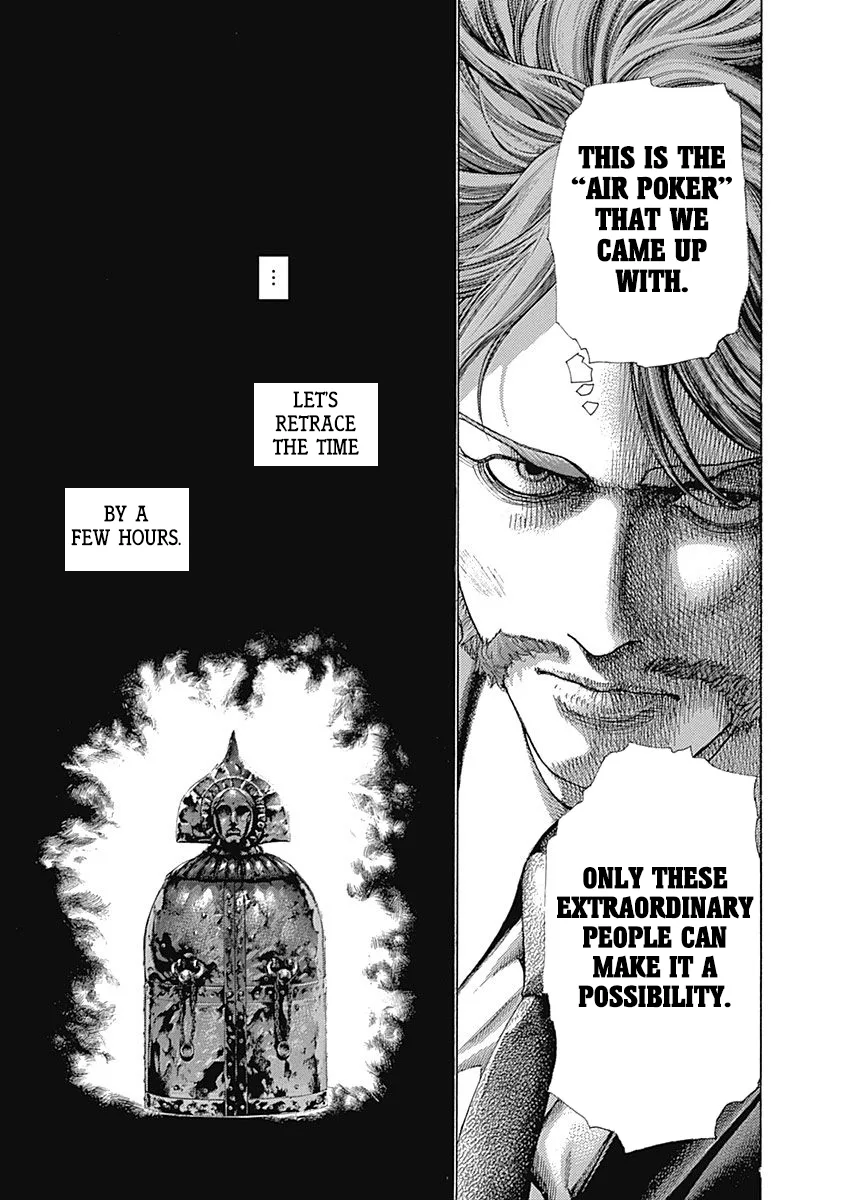 THIS IS THE
“AIR POKER”
THAT WE
CAME UP
WITH.
ONLY THESE
EXTRAORDINARY
PEOPLE CAN
MAKE IT A
POSSIBILITY.
...
LET'S
RETRACE
THE TIME
BY A
FEW HOURS.